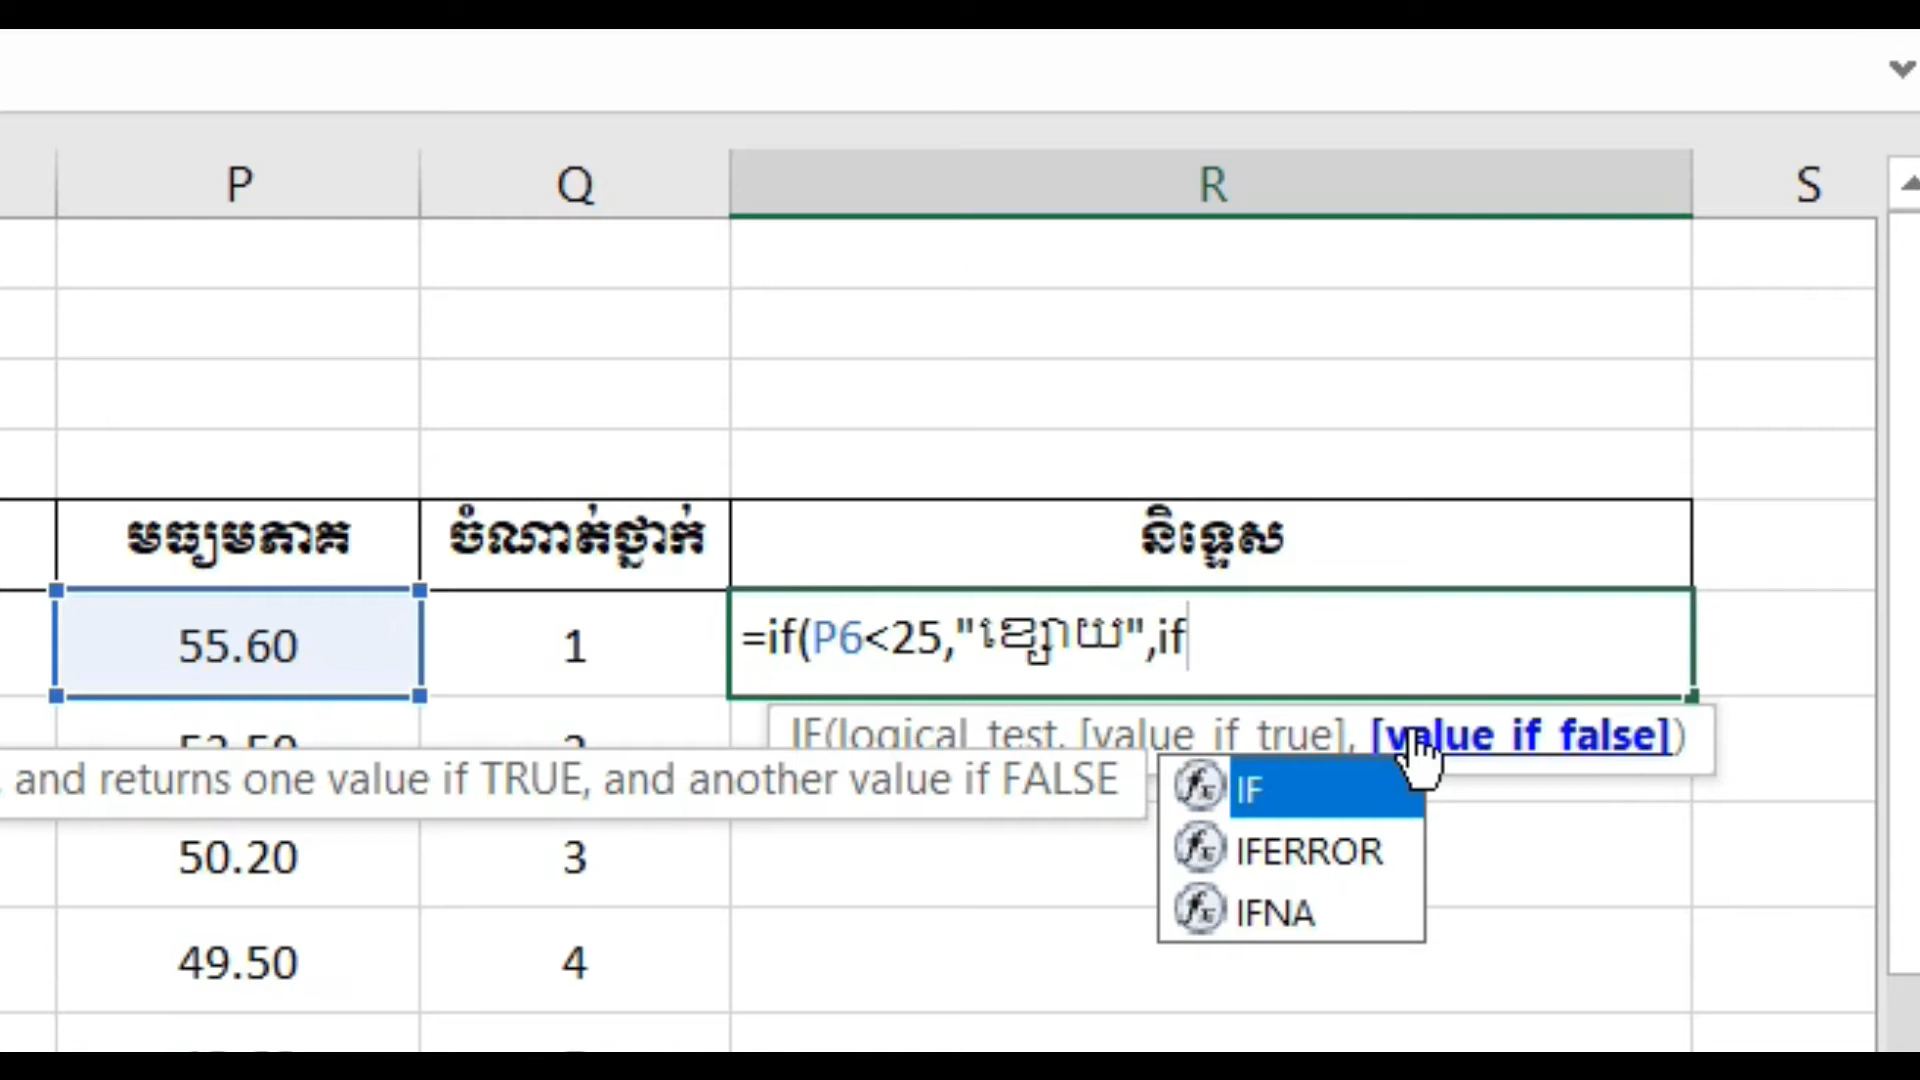 P Q R S
មធ្យមភាគ ចំណាត់ថ្នាក់ និទ្ទេស
55.60 1 =if(P6<25,"ខ្សោយ",if
IF(logical_test, [value_if_true], [value_if_false])
, and returns one value if TRUE, and another value if FALSE
IF
50.20 3 IFERROR
IFNA
49.50 4